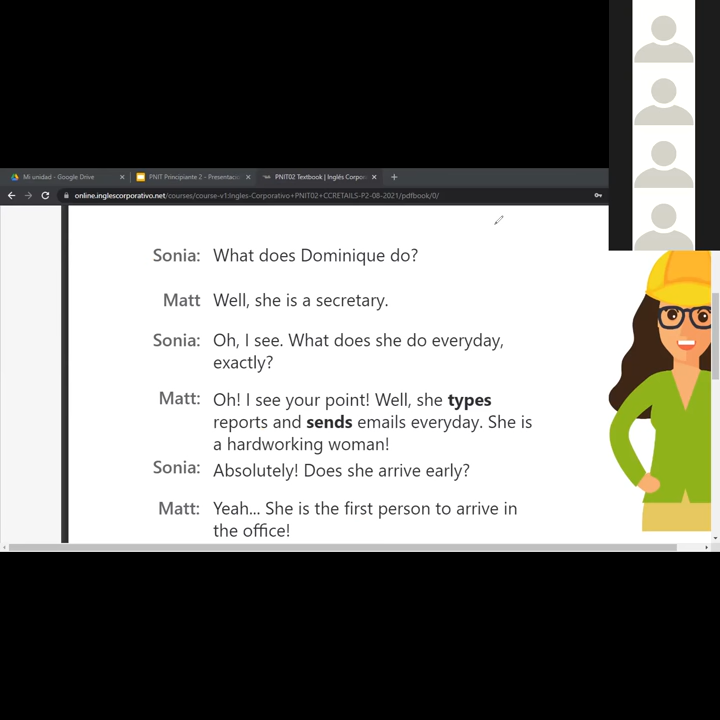 Mi unidad - Google Drive
PNIT Principiante 2 - Presentac
PNIT02 Textbook | Inglés Corpor
online.inglescorporativo.net/courses/course-v1:Ingles-Corporativo+PNIT02+CCRETAILS-P2-08-2021/pdfbook/0/
Sonia: What does Dominique do?
Matt Well, she is a secretary.
Sonia: Oh, I see. What does she do everyday,
exactly?
Matt: Oh! I see your point! Well, she types
reports and sends emails everyday. She is
a hardworking woman!
Sonia: Absolutely! Does she arrive early?
Matt: Yeah... She is the first person to arrive in
the office!